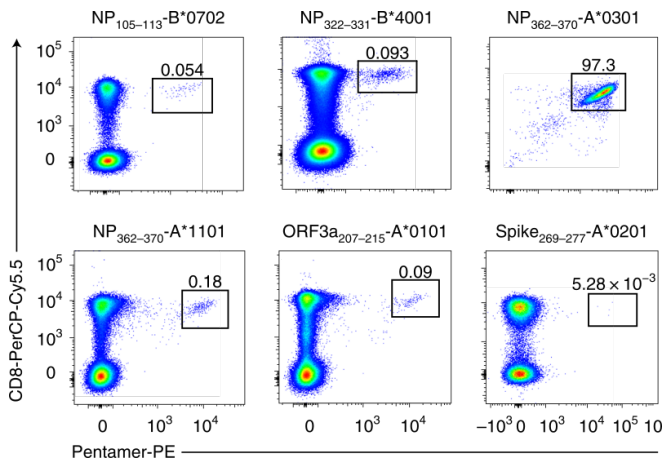 NP105–113-B*0702 NP322–331-B*4001 NP362–370-A*0301
10^5 0.054 0.093 97.3
10^4
10^3
0
NP362–370-A*1101 ORF3a207–215-A*0101 Spike269–277-A*0201
10^5 0.18 0.09 5.28 × 10^−3
10^4
10^3
0
0 10^3 10^4 0 10^3 10^4 −10^3 0 10^3 10^4 10^5 10
CD8-PerCP-Cy5.5
Pentamer-PE